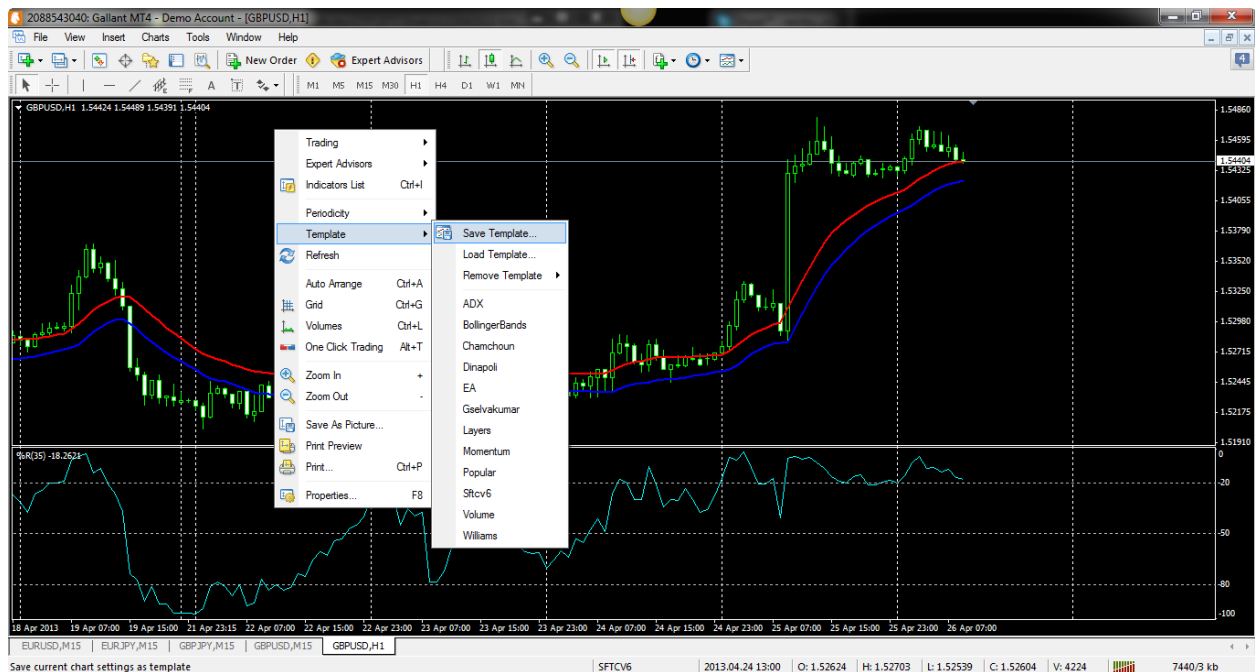 2088543040: Gallant MT4 - Demo Account - [GBPUSD,H1]
File View Insert Charts Tools Window Help
New Order Expert Advisors
4
A T M1 M5 M15 M30 H1 H4 D1 W1 MN
GBPUSD,H1 1.54424 1.54489 1.54391 1.54404
Trading
Expert Advisors
Indicators List Ctrl+I
Periodicity
Template
Refresh
Auto Arrange Ctrl+A
Grid Ctrl+G
Volumes Ctrl+L
One Click Trading Alt+T
Zoom In +
Zoom Out -
Save As Picture...
Print Preview
Print... Ctrl+P
Properties... F8
Save Template...
Load Template...
Remove Template
ADX
BollingerBands
Chamchoun
Dinapoli
EA
Gselvakumar
Layers
Momentum
Popular
Sftcv6
Volume
Williams
1.54860
1.54595
1.54404
1.54325
1.54055
1.53790
1.53520
1.53250
1.52980
1.52715
1.52445
1.52175
1.51910
%R(35) -18.2621
0
-20
-50
-80
-100
18 Apr 2013 19 Apr 07:00 19 Apr 15:00 21 Apr 23:15 22 Apr 07:00 22 Apr 15:00 22 Apr 23:00 23 Apr 07:00 23 Apr 15:00 23 Apr 23:00 24 Apr 07:00 24 Apr 15:00 24 Apr 23:00 25 Apr 07:00 25 Apr 15:00 25 Apr 23:00 26 Apr 07:00
EURUSD,M15 EURJPY,M15 GBPJPY,M15 GBPUSD,M15 GBPUSD,H1
Save current chart settings as template SFTCV6 2013.04.24 13:00 O: 1.52624 H: 1.52703 L: 1.52539 C: 1.52604 V: 4224 7440/3 kb